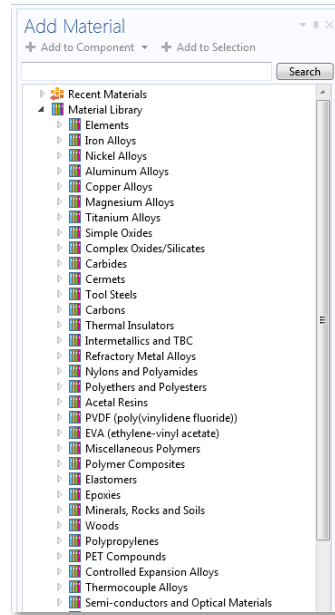 Add Material
+ Add to Component + Add to Selection
Search
Recent Materials
Material Library
Elements
Iron Alloys
Nickel Alloys
Aluminum Alloys
Copper Alloys
Magnesium Alloys
Titanium Alloys
Simple Oxides
Complex Oxides/Silicates
Carbides
Cermets
Tool Steels
Carbons
Thermal Insulators
Intermetallics and TBC
Refractory Metal Alloys
Nylons and Polyamides
Polyethers and Polyesters
Acetal Resins
PVDF (poly(vinylidene fluoride))
EVA (ethylene-vinyl acetate)
Miscellaneous Polymers
Polymer Composites
Elastomers
Epoxies
Minerals, Rocks and Soils
Woods
Polypropylenes
PET Compounds
Controlled Expansion Alloys
Thermocouple Alloys
Semi-conductors and Optical Materials